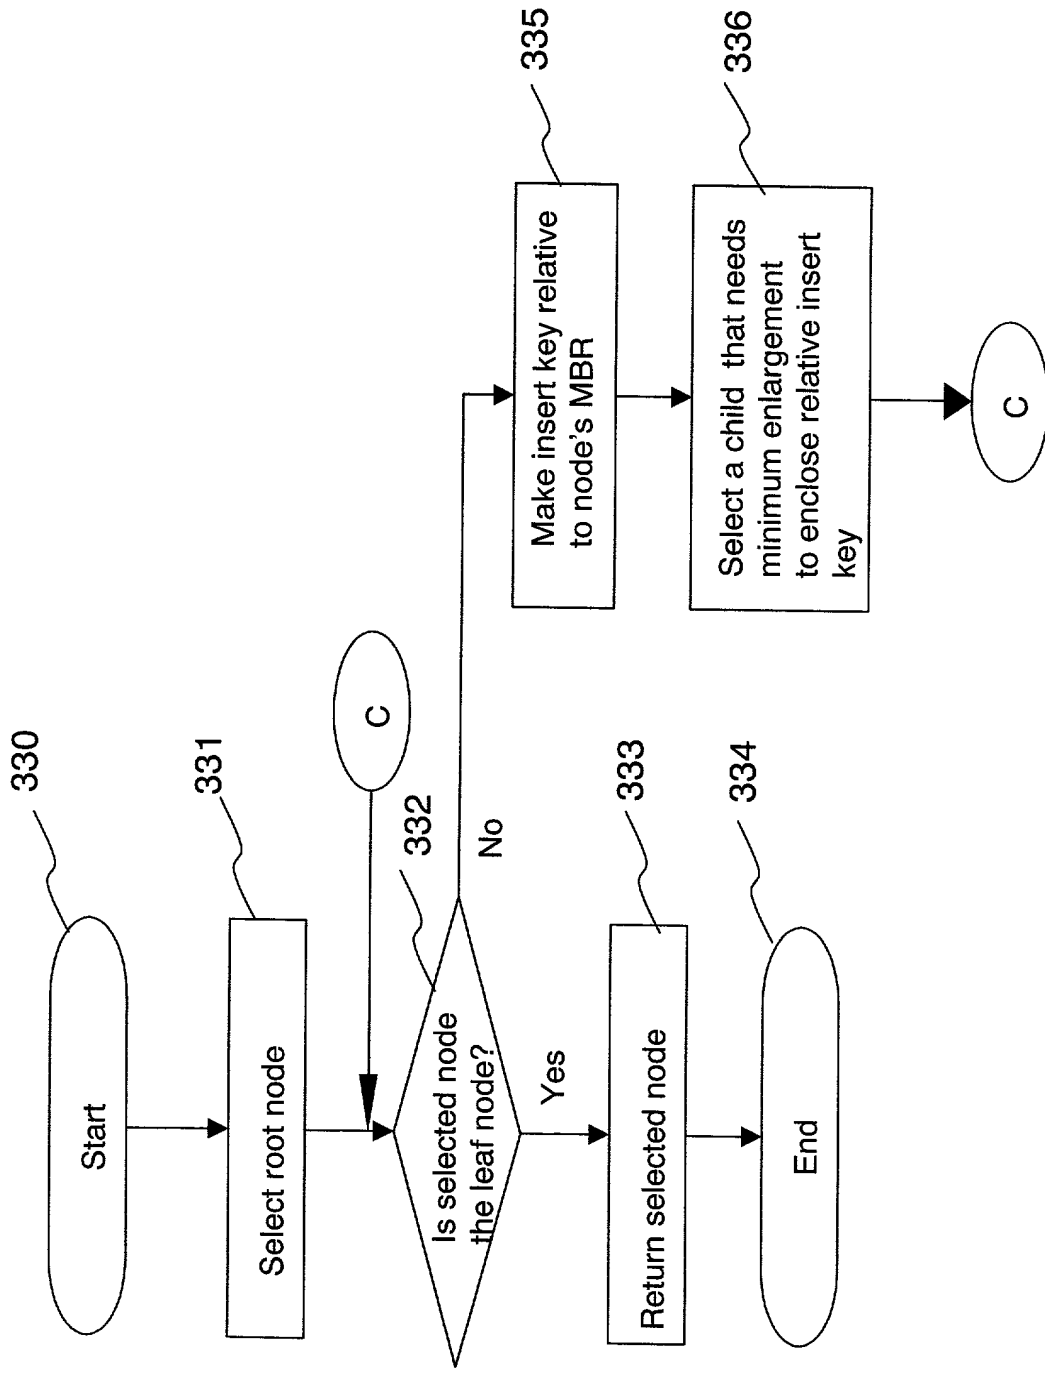 330
Start
331
Select root node
C
332
Is selected node
the leaf node?
No
Yes
333
Return selected node
334
End
335
Make insert key relative
to node's MBR
336
Select a child that needs
minimum enlargement
to enclose relative insert
key
C